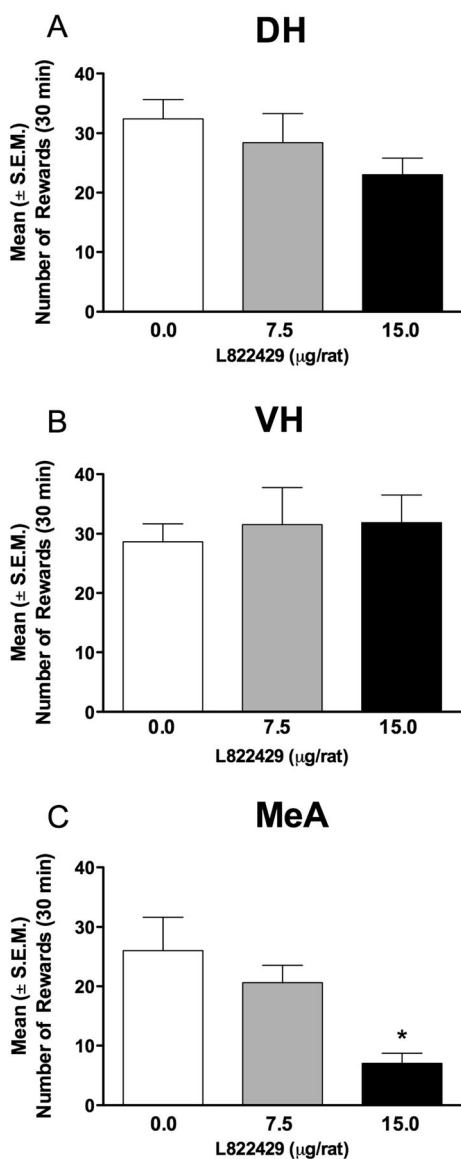 A
DH
Mean (± S.E.M.)
Number of Rewards (30 min)
40
30
20
10
0
0.0 7.5 15.0
L822429 (μg/rat)
B
VH
Mean (± S.E.M.)
Number of Rewards (30 min)
40
30
20
10
0
0.0 7.5 15.0
L822429 (μg/rat)
C
MeA
Mean (± S.E.M.)
Number of Rewards (30 min)
40
30
20
10
0
*
0.0 7.5 15.0
L822429 (μg/rat)